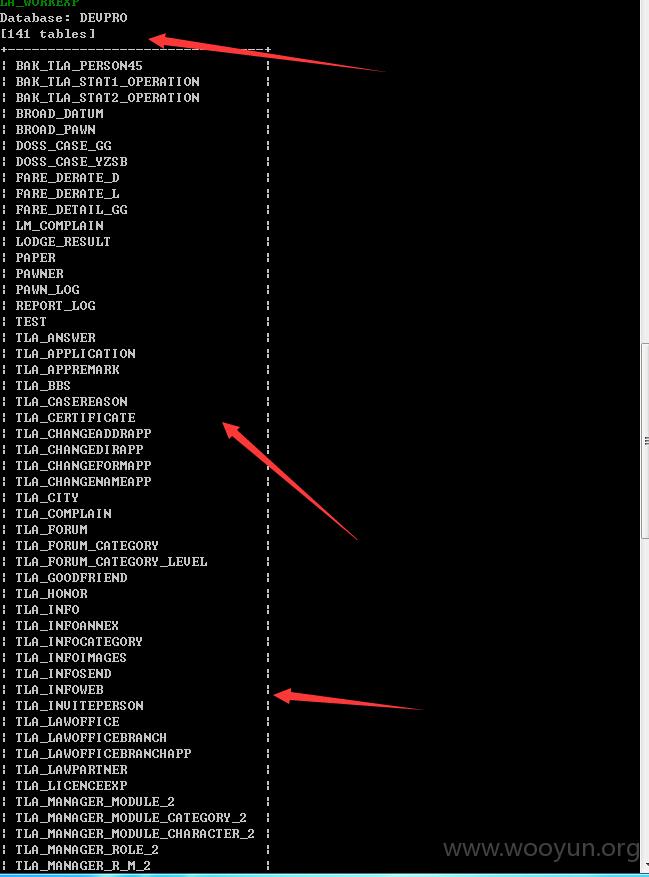 LA_WORKEXP
Database: DEVPRO
[141 tables]
BAK_TLA_PERSON45
BAK_TLA_STAT1_OPERATION
BAK_TLA_STAT2_OPERATION
BROAD_DATUM
BROAD_PAWN
DOSS_CASE_GG
DOSS_CASE_YZSB
FARE_DERATE_D
FARE_DERATE_L
FARE_DETAIL_GG
LM_COMPLAIN
LODGE_RESULT
PAPER
PAWNER
PAWN_LOG
REPORT_LOG
TEST
TLA_ANSWER
TLA_APPLICATION
TLA_APPREMARK
TLA_BBS
TLA_CASEREASON
TLA_CERTIFICATE
TLA_CHANGEADDRAPP
TLA_CHANGEDIRAPP
TLA_CHANGEFORMAPP
TLA_CHANGENAMEAPP
TLA_CITY
TLA_COMPLAIN
TLA_FORUM
TLA_FORUM_CATEGORY
TLA_FORUM_CATEGORY_LEVEL
TLA_GOODFRIEND
TLA_HONOR
TLA_INFO
TLA_INFOANNEX
TLA_INFOCATEGORY
TLA_INFOIMAGES
TLA_INFOSEND
TLA_INFOWEB
TLA_INVITEPERSON
TLA_LAWOFFICE
TLA_LAWOFFICEBRANCH
TLA_LAWOFFICEBRANCHAPP
TLA_LAWPARTNER
TLA_LICENCEEXP
TLA_MANAGER_MODULE_2
TLA_MANAGER_MODULE_CATEGORY_2
TLA_MANAGER_MODULE_CHARACTER_2
TLA_MANAGER_ROLE_2
TLA_MANAGER_R_M_2
www.wooyun.org